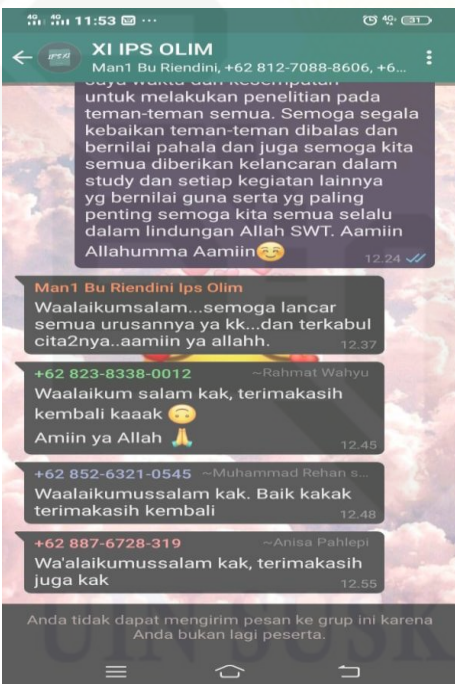 11:53
XI IPS OLIM
Man1 Bu Riendini, +62 812-7088-8606, +6...
saya waktu dan kesempatan
untuk melakukan penelitian pada
teman-teman semua. Semoga segala
kebaikan teman-teman dibalas dan
bernilai pahala dan juga semoga kita
semua diberikan kelancaran dalam
study dan setiap kegiatan lainnya
yg bernilai guna serta yg paling
penting semoga kita semua selalu
dalam lindungan Allah SWT. Aamiin
Allahumma Aamiin😊
12.24
Man1 Bu Riendini Ips Olim
Waalaikumsalam...semoga lancar
semua urusannya ya kk...dan terkabul
cita2nya..aamiin ya allahh.
12.37
+62 823-8338-0012 ~Rahmat Wahyu
Waalaikum salam kak, terimakasih
kembali kaaak 🙃
Amiin ya Allah 🙏
12.45
+62 852-6321-0545 ~Muhammad Rehan s...
Waalaikumussalam kak. Baik kakak
terimakasih kembali
12.48
+62 887-6728-319 ~Anisa Pahlepi
Wa'alaikumussalam kak, terimakasih
juga kak
12.55
Anda tidak dapat mengirim pesan ke grup ini karena
Anda bukan lagi peserta.
UIN SUSK